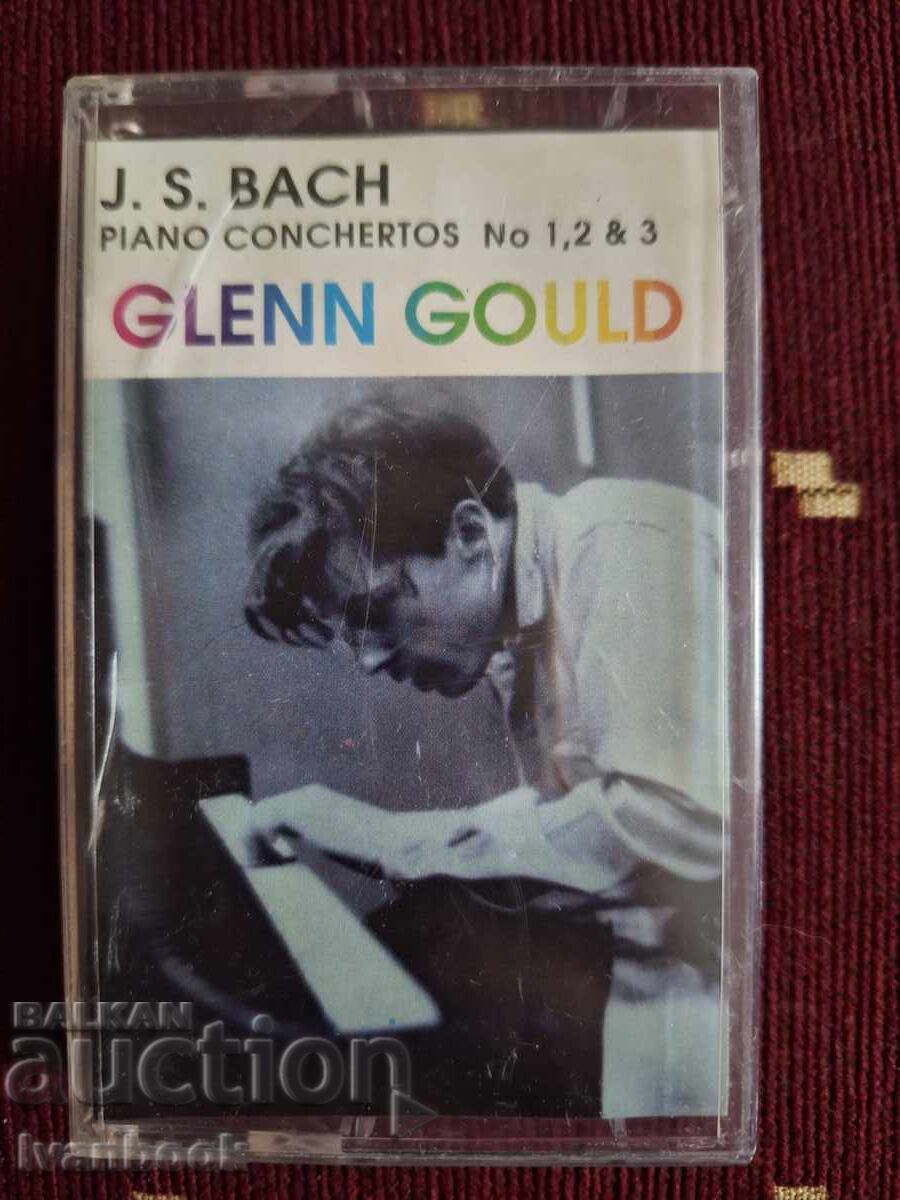 J. S. BACH
PIANO CONCHERTOS No 1,2 & 3
GLENN GOULD
BALKAN
auction
Ivanbook